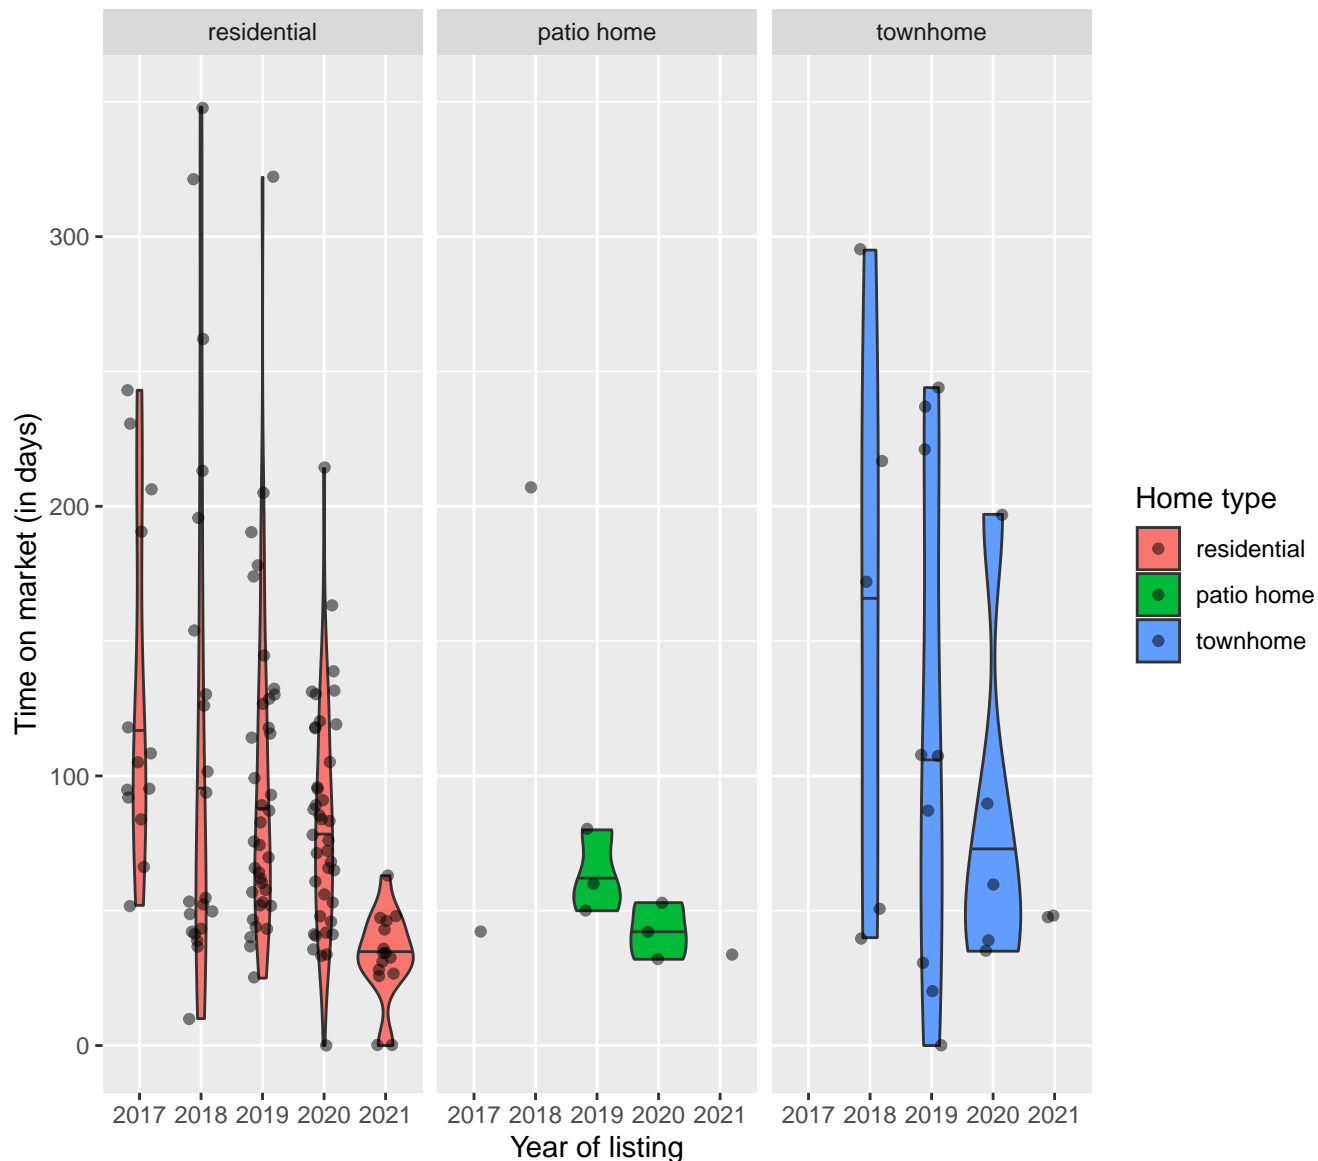 residential patio home townhome
300
200
100
0
Time on market (in days)
2017 2018 2019 2020 2021 2017 2018 2019 2020 2021 2017 2018 2019 2020 2021
Year of listing
Home type
residential
patio home
townhome